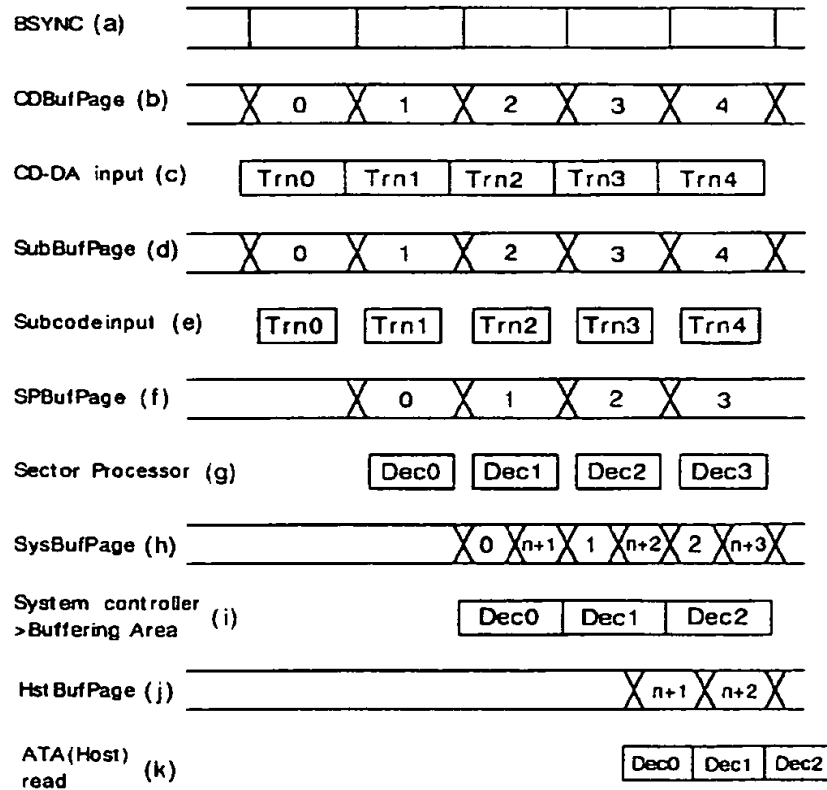 BSYNC (a)
CDBufPage (b) 0 1 2 3 4
CD-DA input (c) Trn0 Trn1 Trn2 Trn3 Trn4
SubBufPage (d) 0 1 2 3 4
Subcodeinput (e) Trn0 Trn1 Trn2 Trn3 Trn4
SPBufPage (f) 0 1 2 3
Sector Processor (g) Dec0 Dec1 Dec2 Dec3
SysBufPage (h) 0 n+1 1 n+2 2 n+3
System controller
>Buffering Area (i) Dec0 Dec1 Dec2
HstBufPage (j) n+1 n+2
ATA(Host)
read (k) Dec0 Dec1 Dec2